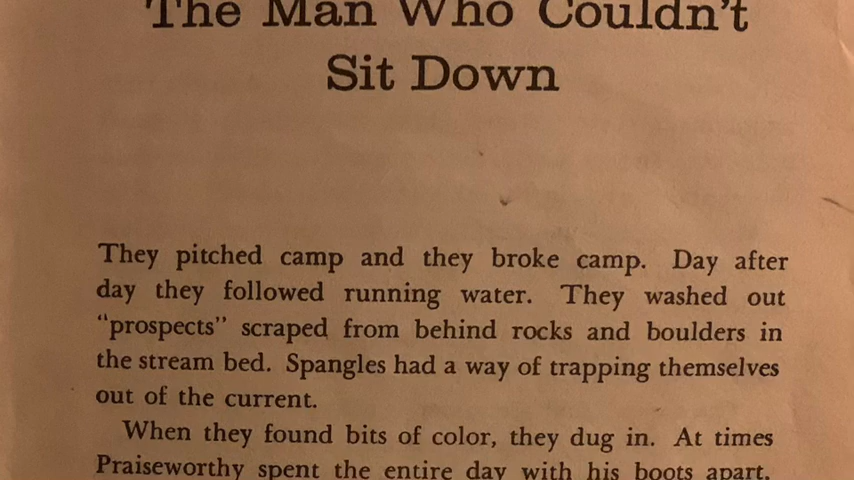 The Man Who Couldn't
Sit Down
They pitched camp and they broke camp. Day after
day they followed running water. They washed out
"prospects" scraped from behind rocks and boulders in
the stream bed. Spangles had a way of trapping themselves
out of the current.
When they found bits of color, they dug in. At times
Praiseworthy spent the entire day with his boots apart,